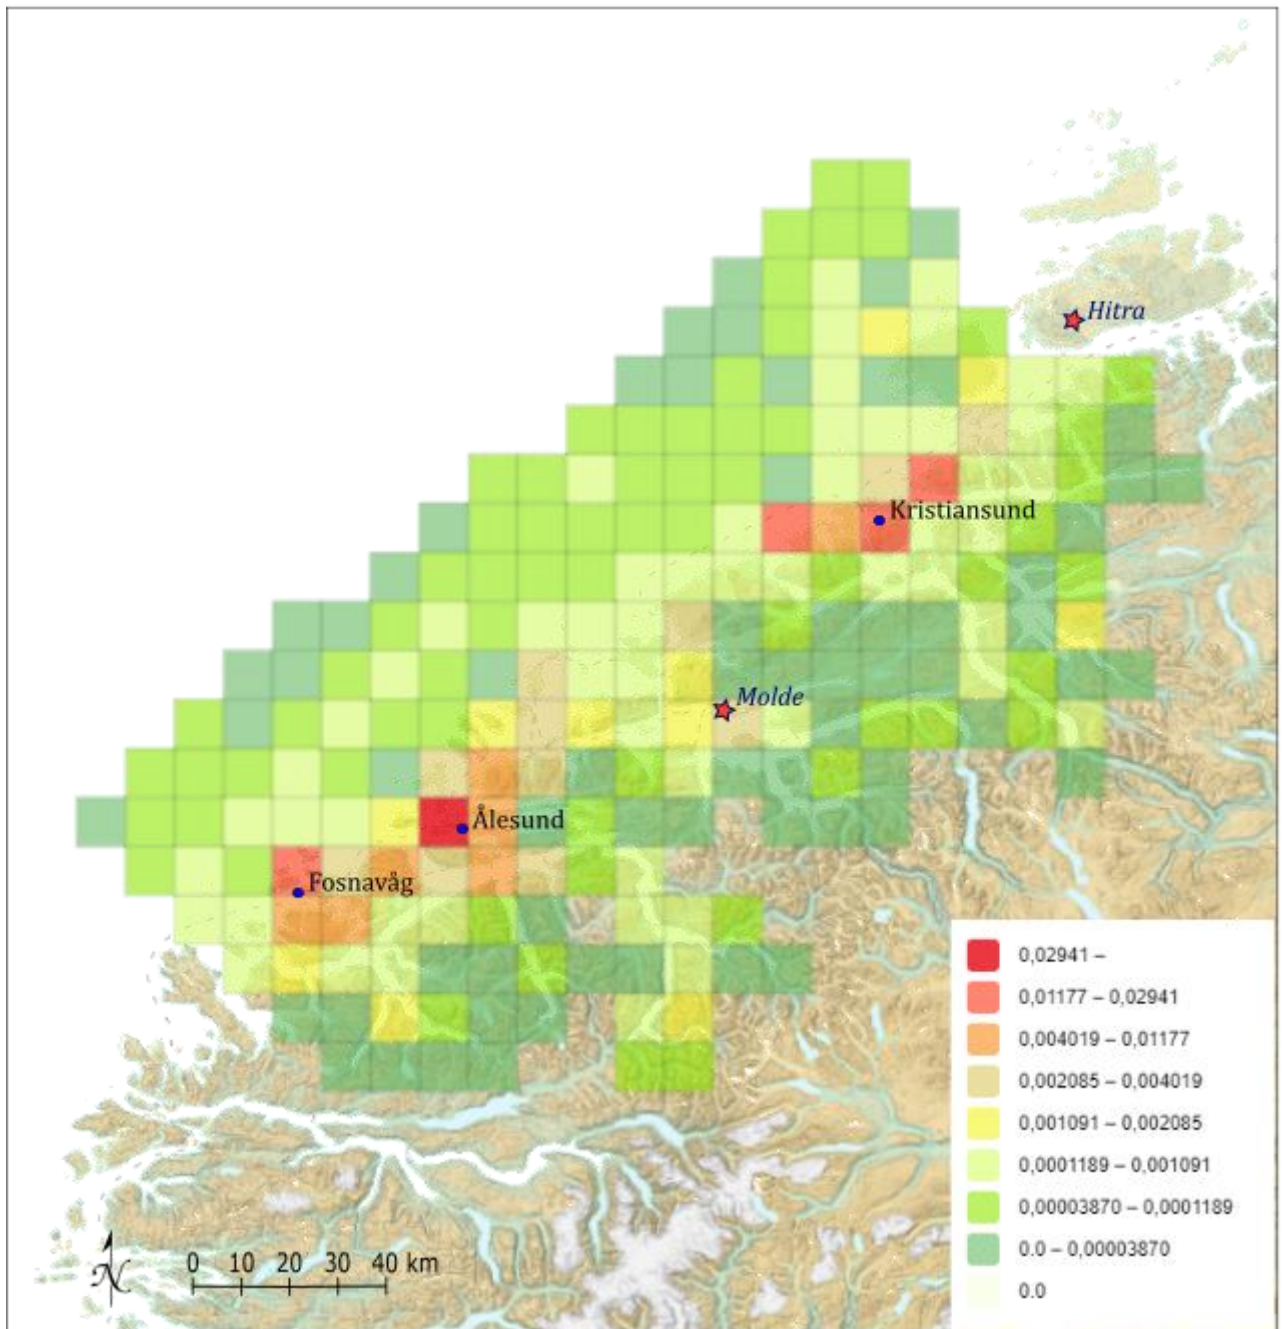 Hitra
Kristiansund
Molde
Ålesund
Fosnavåg
0,02941 –
0,01177 – 0,02941
0,004019 – 0,01177
0,002085 – 0,004019
0,001091 – 0,002085
0,0001189 – 0,001091
0,00003870 – 0,0001189
0.0 – 0,00003870
0.0
N
0 10 20 30 40 km